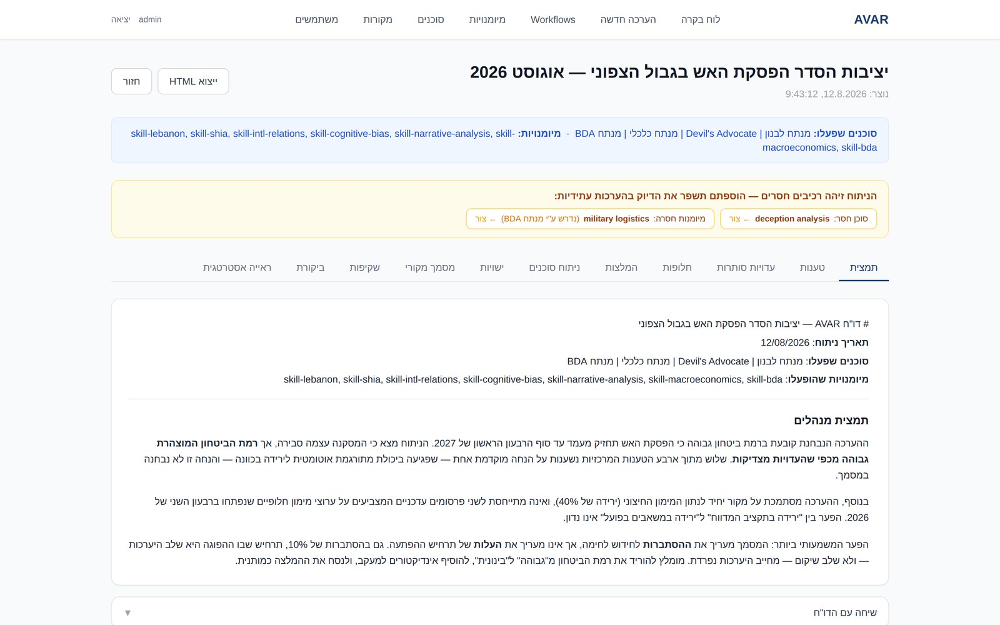 AVAR
לוח בקרה
הערכה חדשה
Workflows
מיומנויות
סוכנים
מקורות
משתמשים
admin
יציאה
יציבות הסדר הפסקת האש בגבול הצפוני — אוגוסט 2026
נוצר: 12.8.2026, 9:43:12
ייצוא HTML
חזור
סוכנים שפעלו: מנתח לבנון | Devil's Advocate | מנתח כלכלי | מנתח BDA · מיומנויות: skill-lebanon, skill-shia, skill-intl-relations, skill-cognitive-bias, skill-narrative-analysis, skill-
macroeconomics, skill-bda
הניתוח זיהה רכיבים חסרים — הוספתם תשפר את הדיוק בהערכות עתידיות:
סוכן חסר: deception analysis ← צור
מיומנות חסרה: military logistics (נדרש ע"י מנתח BDA) ← צור
תמצית
טענות
עדויות סותרות
חלופות
המלצות
ניתוח סוכנים
ישויות
מסמך מקורי
שקיפות
ביקורת
ראייה אסטרטגית
# דו"ח AVAR — יציבות הסדר הפסקת האש בגבול הצפוני
תאריך ניתוח: 12/08/2026
סוכנים שפעלו: מנתח לבנון | Devil's Advocate | מנתח כלכלי | מנתח BDA
מיומנויות שהופעלו: skill-lebanon, skill-shia, skill-intl-relations, skill-cognitive-bias, skill-narrative-analysis, skill-macroeconomics, skill-bda
תמצית מנהלים
ההערכה הנבחנת קובעת ברמת ביטחון גבוהה כי הפסקת האש תחזיק מעמד עד סוף הרבעון הראשון של 2027. הניתוח מצא כי המסקנה עצמה סבירה, אך רמת הביטחון המוצהרת
גבוהה מכפי שהעדויות מצדיקות. שלוש מתוך ארבע הטענות המרכזיות נשענות על הנחה מוקדמת אחת — שפגיעה ביכולת מתורגמת אוטומטית לירידה בכוונה — והנחה זו לא נבחנה
במסמך.
בנוסף, ההערכה מסתמכת על מקור יחיד לנתון המימון החיצוני (ירידה של 40%), ואינה מתייחסת לשני פרסומים עדכניים המצביעים על ערוצי מימון חלופיים שנפתחו ברבעון השני של
2026. הפער בין "ירידה בתקציב המדווח" ל"ירידה במשאבים בפועל" אינו נדון.
הפער המשמעותי ביותר: המסמך מעריך את ההסתברות לחידוש לחימה, אך אינו מעריך את העלות של תרחיש ההפתעה. גם בהסתברות של 10%, תרחיש שבו ההפוגה היא שלב היערכות
— ולא שלב שיקום — מחייב היערכות נפרדת. מומלץ להוריד את רמת הביטחון מ"גבוהה" ל"בינונית", להוסיף אינדיקטורים למעקב, ולנסח את ההמלצה כמותנית.
שיחה עם הדו"ח
▼